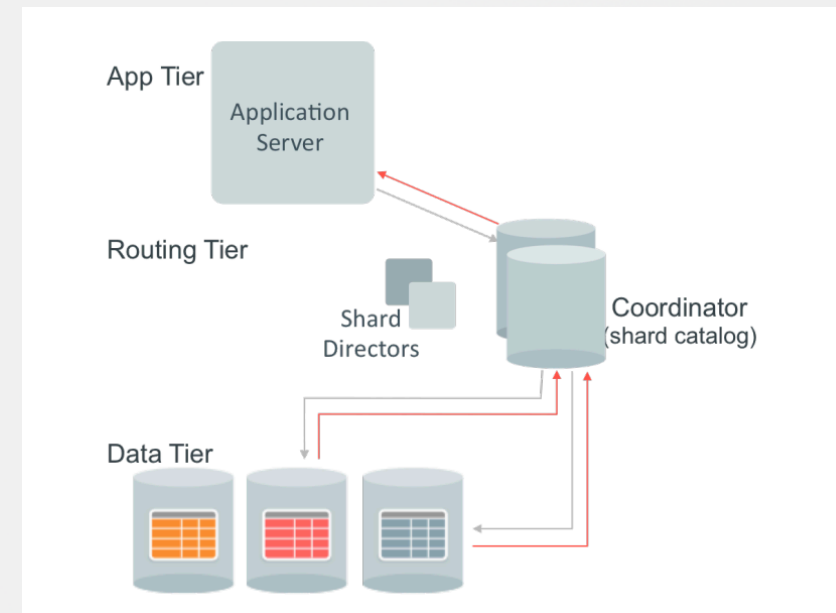 App Tier
Application
Server
Routing Tier
Shard
Directors
Coordinator
(shard catalog)
Data Tier